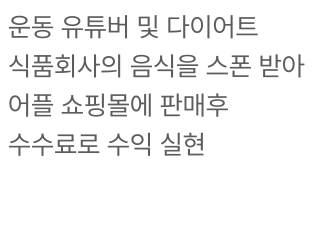 운동 유튜버 및 다이어트
식품회사의 음식을 스폰 받아
어플 쇼핑몰에 판매후
수수료로 수익 실현